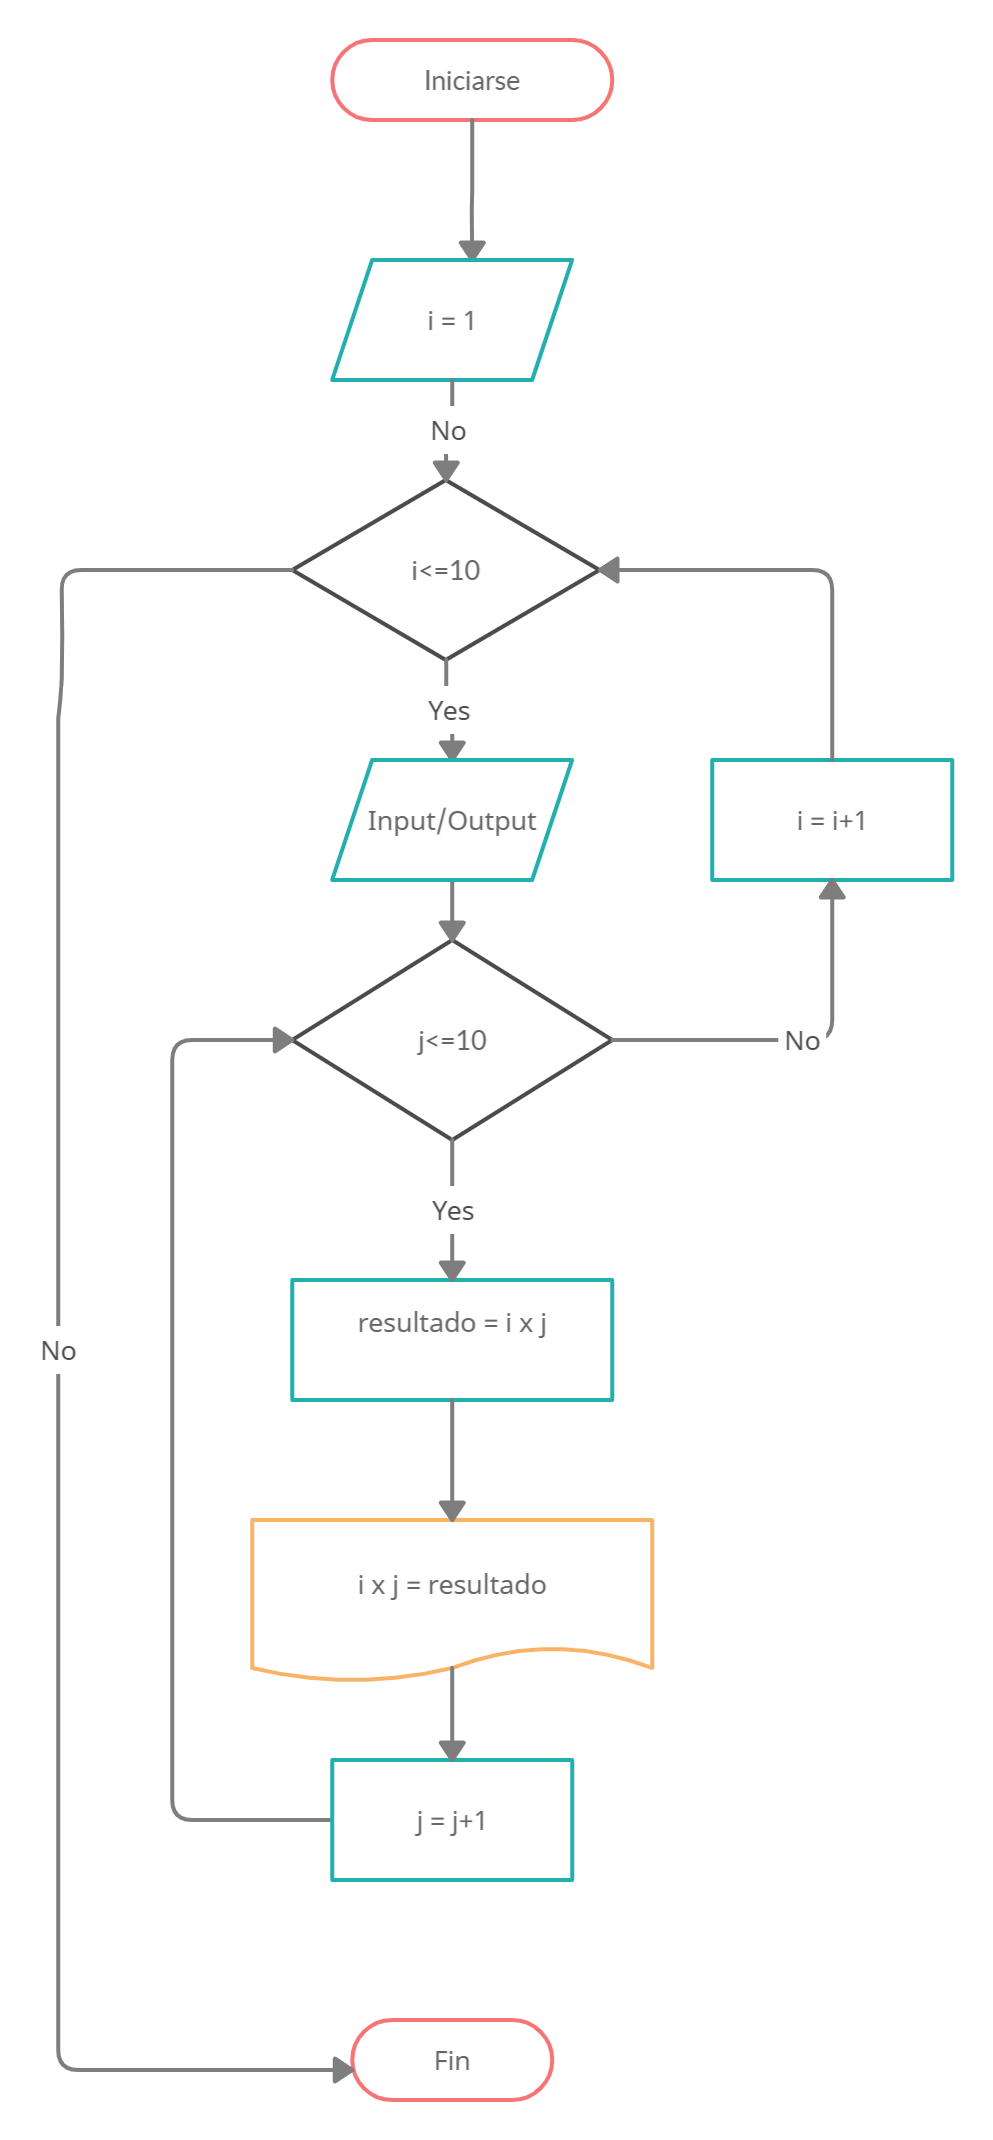 Iniciarse
i = 1
No
i<=10
Yes
Input/Output
i = i+1
j<=10
No
Yes
resultado = i x j
No
i x j = resultado
j = j+1
Fin